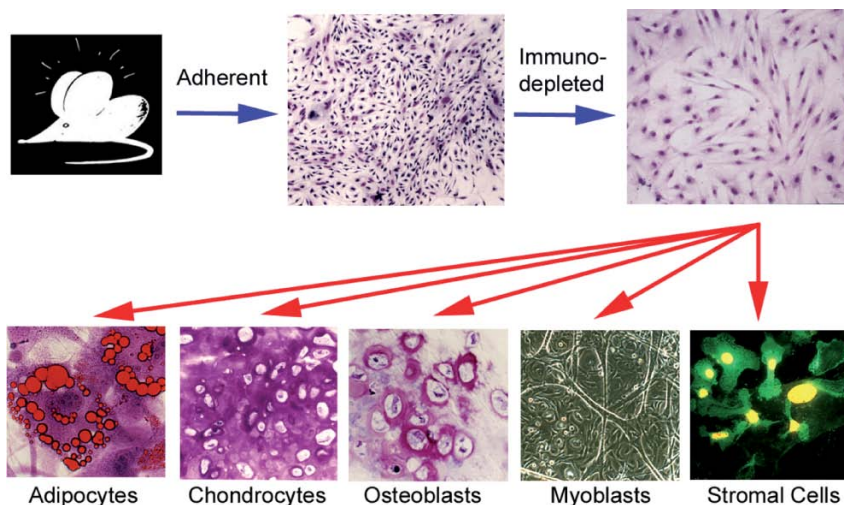 Adherent
Immuno-
depleted
Adipocytes
Chondrocytes
Osteoblasts
Myoblasts
Stromal Cells